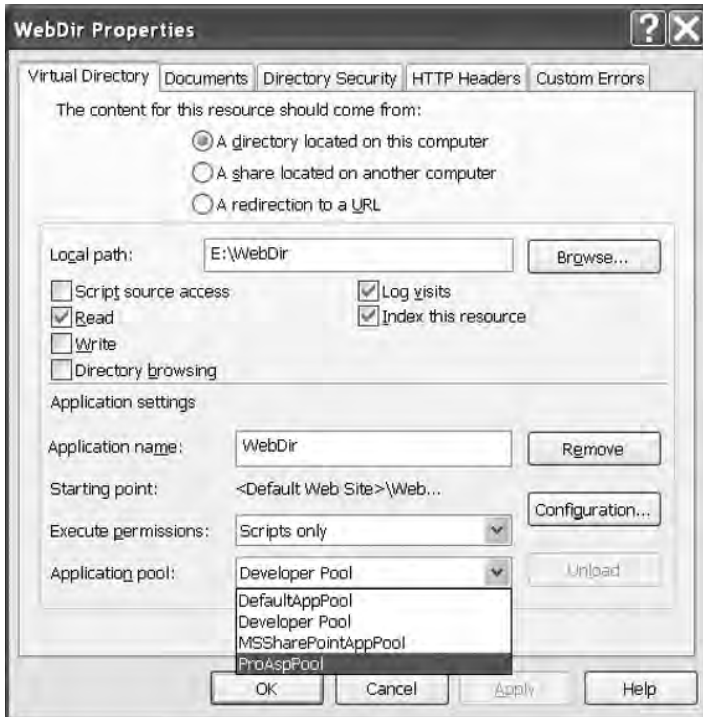 WebDir Properties
Virtual Directory Documents Directory Security HTTP Headers Custom Errors
The content for this resource should come from:
A directory located on this computer
A share located on another computer
A redirection to a URL
Local path: E:\WebDir Browse...
Script source access Log visits
Read Index this resource
Write
Directory browsing
Application settings
Application name: WebDir Remove
Starting point: <Default Web Site>\Web...
Configuration...
Execute permissions: Scripts only
Application pool: Developer Pool Unload
DefaultAppPool
Developer Pool
MSSharePointAppPool
ProAspPool
OK Cancel Apply Help